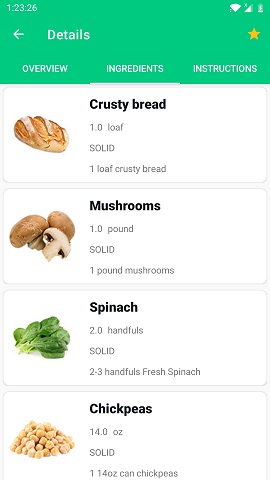 1:23:26
Details
OVERVIEW
INGREDIENTS
INSTRUCTIONS
Crusty bread
1.0 loaf
SOLID
1 loaf crusty bread
Mushrooms
1.0 pound
SOLID
1 pound mushrooms
Spinach
2.0 handfuls
SOLID
2-3 handfuls Fresh Spinach
Chickpeas
14.0 oz
SOLID
1 14oz can chickpeas